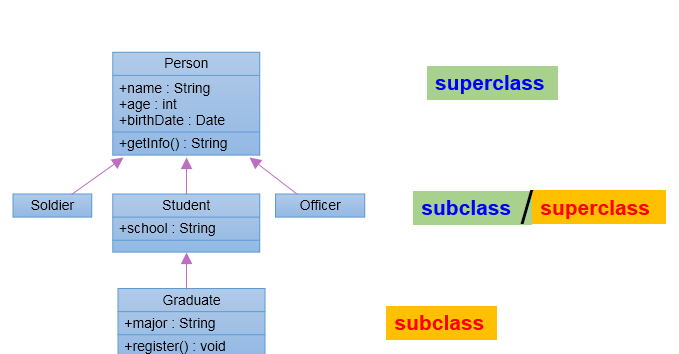 Person
+name : String
+age : int
+birthDate : Date
+getInfo() : String
superclass
Soldier
Student
+school : String
Officer
subclass / superclass
Graduate
+major : String
+register() : void
subclass